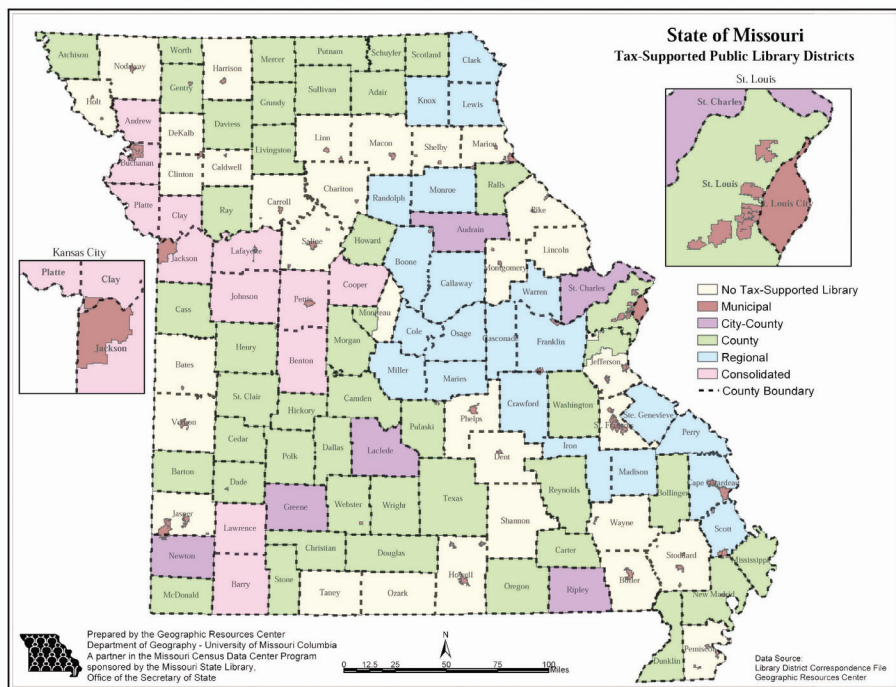 State of Missouri
Tax-Supported Public Library Districts
St. Louis
St. Charles
St. Louis
St. Louis City
No Tax-Supported Library
Municipal
City-County
County
Regional
Consolidated
County Boundary
Kansas City
Platte
Clay
Jackson
Atchison
Nodaway
Worth
Harrison
Mercer
Putnam
Schuyler
Scotland
Clark
Gentry
Holt
Sullivan
Adair
Knox
Lewis
Grundy
Andrew
DeKalb
Daviess
Linn
Macon
Shelby
Marion
Livingston
Buchanan
Clinton
Caldwell
Chariton
Monroe
Ralls
Randolph
Carroll
Pike
Platte
Clay
Ray
Audrain
Saline
Howard
Lincoln
Jackson
Lafayette
Boone
Montgomery
Callaway
Warren
St. Charles
Cooper
Johnson
Pettis
Moniteau
Cass
Cole
Osage
Gasconade
Franklin
Morgan
Henry
Benton
Miller
Maries
Jefferson
Bates
Camden
St. Clair
Crawford
Washington
Hickory
Phelps
Ste. Genevieve
Vernon
Pulaski
St. Francois
Perry
Cedar
Laclede
Dent
Iron
Polk
Dallas
Madison
Barton
Dade
Cape Girardeau
Reynolds
Bollinger
Texas
Greene
Webster
Wright
Jasper
Shannon
Wayne
Lawrence
Scott
Christian
Douglas
Carter
Stoddard
Mississippi
Newton
Stone
Howell
Butler
McDonald
Barry
Taney
Ozark
Oregon
Ripley
New Madrid
Pemiscot
Dunklin
Prepared by the Geographic Resources Center
Department of Geography - University of Missouri Columbia
A partner in the Missouri Census Data Center Program
sponsored by the Missouri State Library,
Office of the Secretary of State
N
0 12.5 25 50 75 100
Miles
Data Source:
Library District Correspondence File
Geographic Resources Center